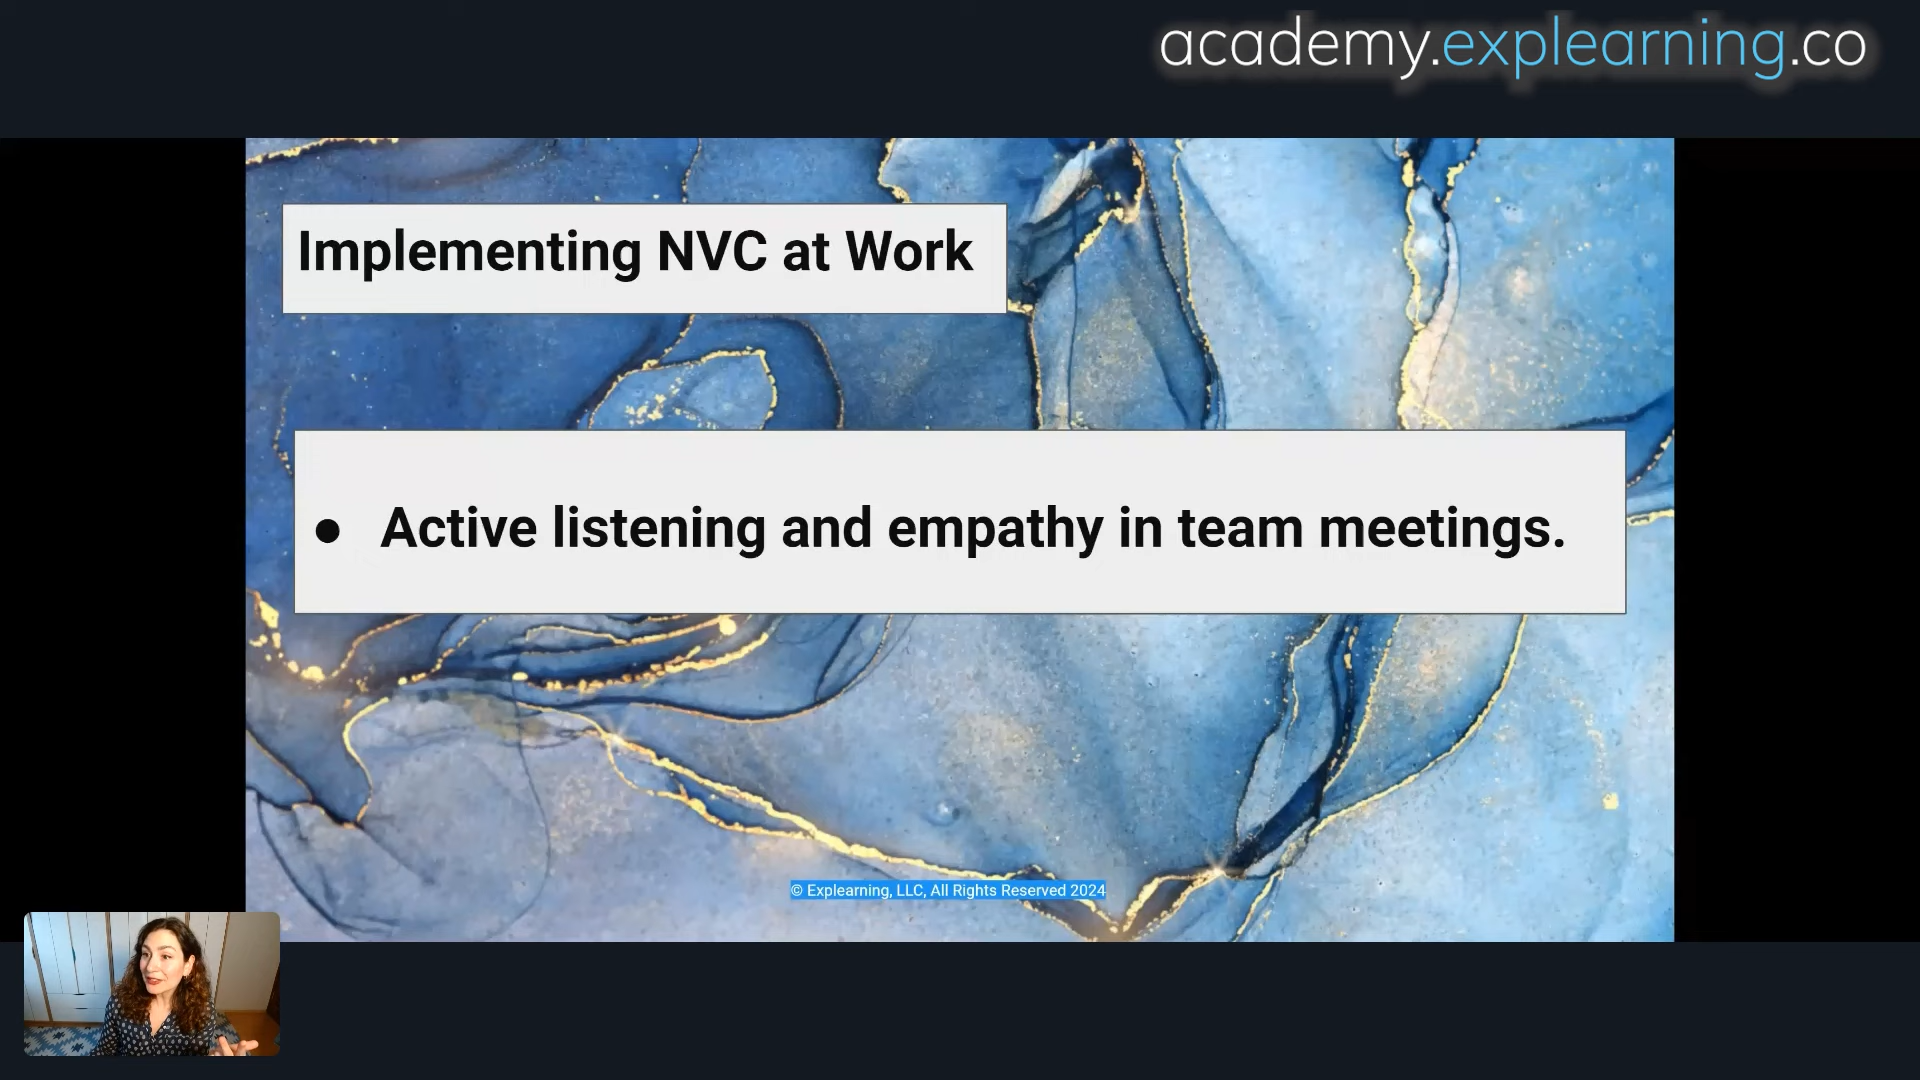 academy.explearning.co
Implementing NVC at Work
● Active listening and empathy in team meetings.
© Explearning, LLC, All Rights Reserved 2024